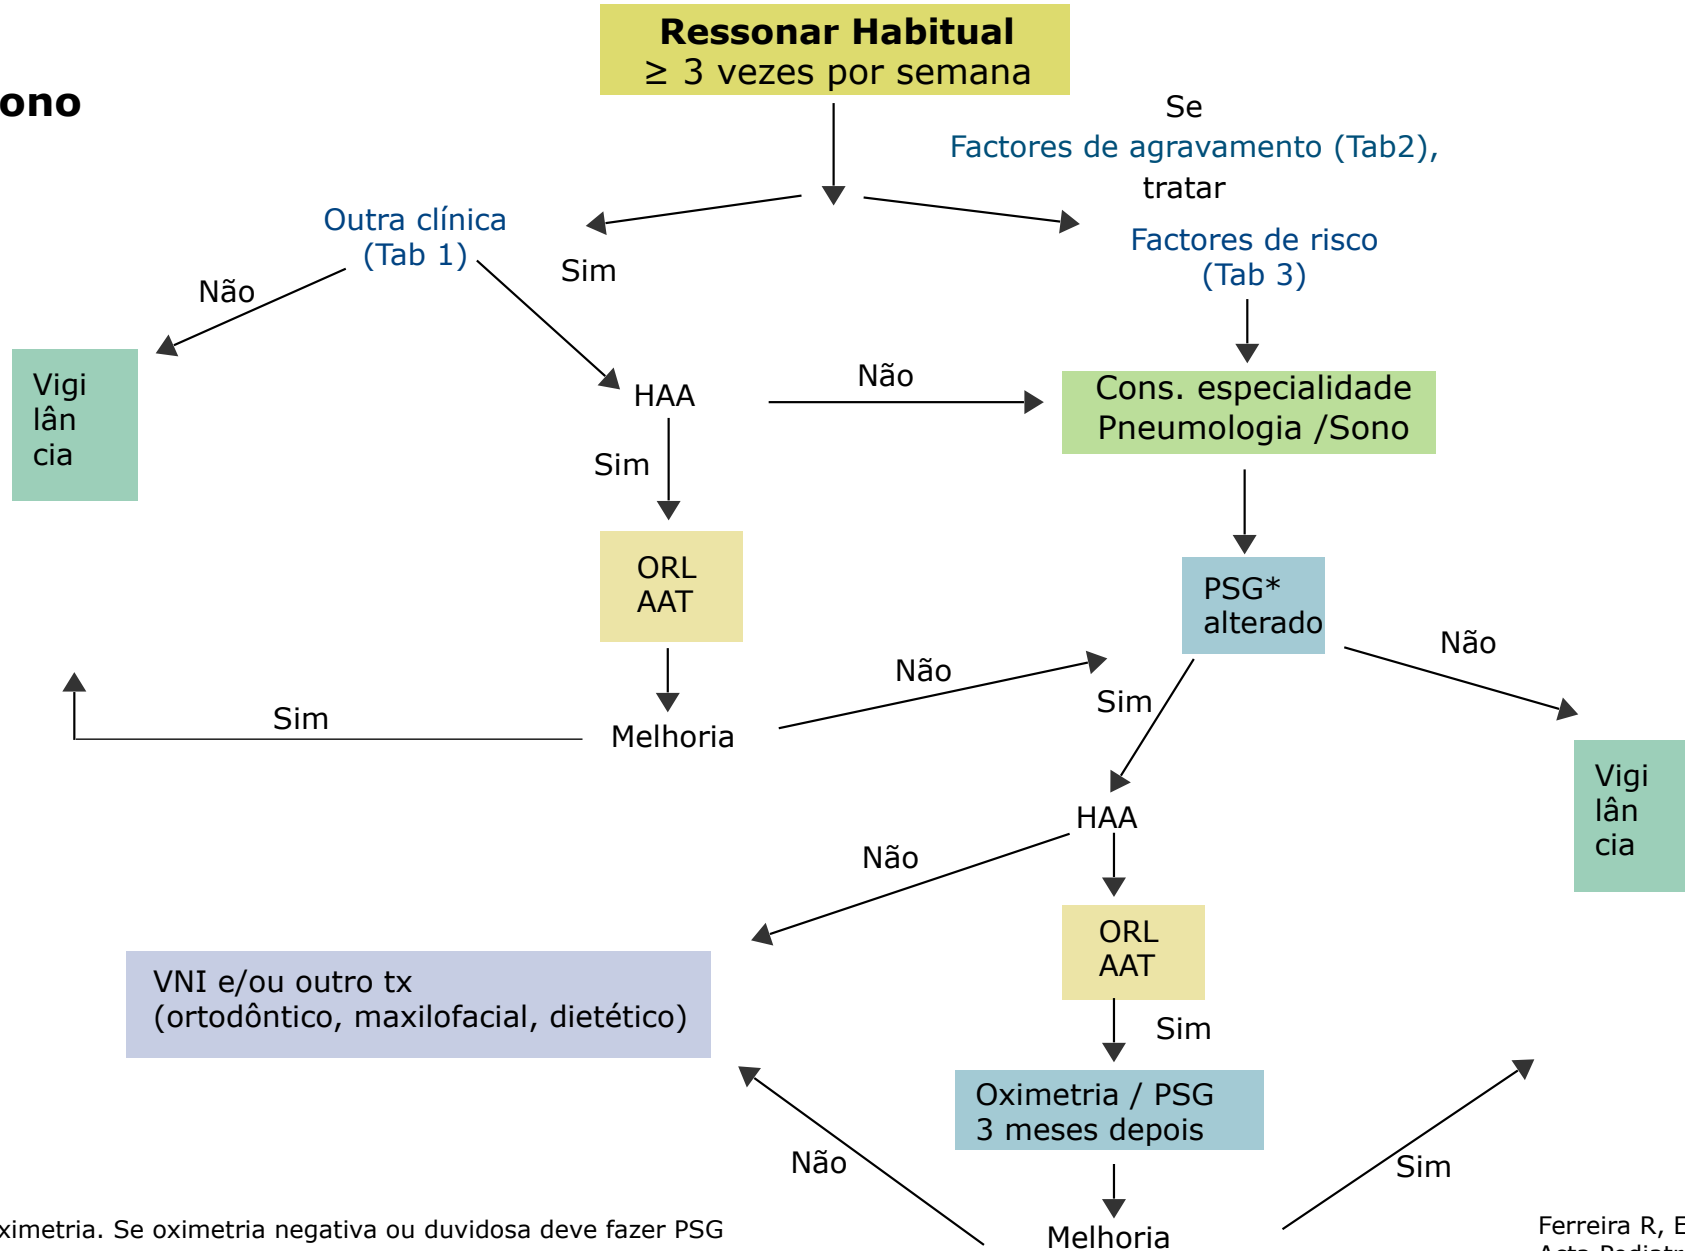 Ressonar Habitual
≥ 3 vezes por semana
ono
Se
Factores de agravamento (Tab2),
tratar
Outra clínica
(Tab 1)
Factores de risco
(Tab 3)
Sim
Não
Vigi
lân
cia
HAA
Não
Cons. especialidade
Pneumologia /Sono
Sim
ORL
AAT
PSG*
alterado
Não
Não
Sim
Sim
Melhoria
Vigi
lân
cia
HAA
Não
ORL
AAT
VNI e/ou outro tx
(ortodôntico, maxilofacial, dietético)
Sim
Oximetria / PSG
3 meses depois
Não
Sim
Melhoria
ximetria. Se oximetria negativa ou duvidosa deve fazer PSG
Ferreira R, E